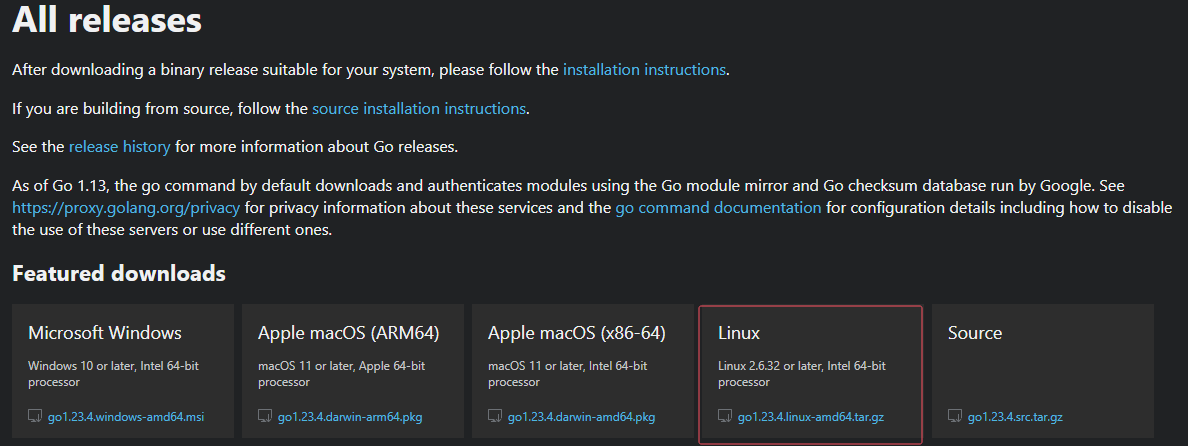 All releases
After downloading a binary release suitable for your system, please follow the installation instructions.
If you are building from source, follow the source installation instructions.
See the release history for more information about Go releases.
As of Go 1.13, the go command by default downloads and authenticates modules using the Go module mirror and Go checksum database run by Google. See
https://proxy.golang.org/privacy for privacy information about these services and the go command documentation for configuration details including how to disable
the use of these servers or use different ones.
Featured downloads
Microsoft Windows
Windows 10 or later, Intel 64-bit
processor
go1.23.4.windows-amd64.msi
Apple macOS (ARM64)
macOS 11 or later, Apple 64-bit
processor
go1.23.4.darwin-arm64.pkg
Apple macOS (x86-64)
macOS 11 or later, Intel 64-bit
processor
go1.23.4.darwin-amd64.pkg
Linux
Linux 2.6.32 or later, Intel 64-bit
processor
go1.23.4.linux-amd64.tar.gz
Source
go1.23.4.src.tar.gz